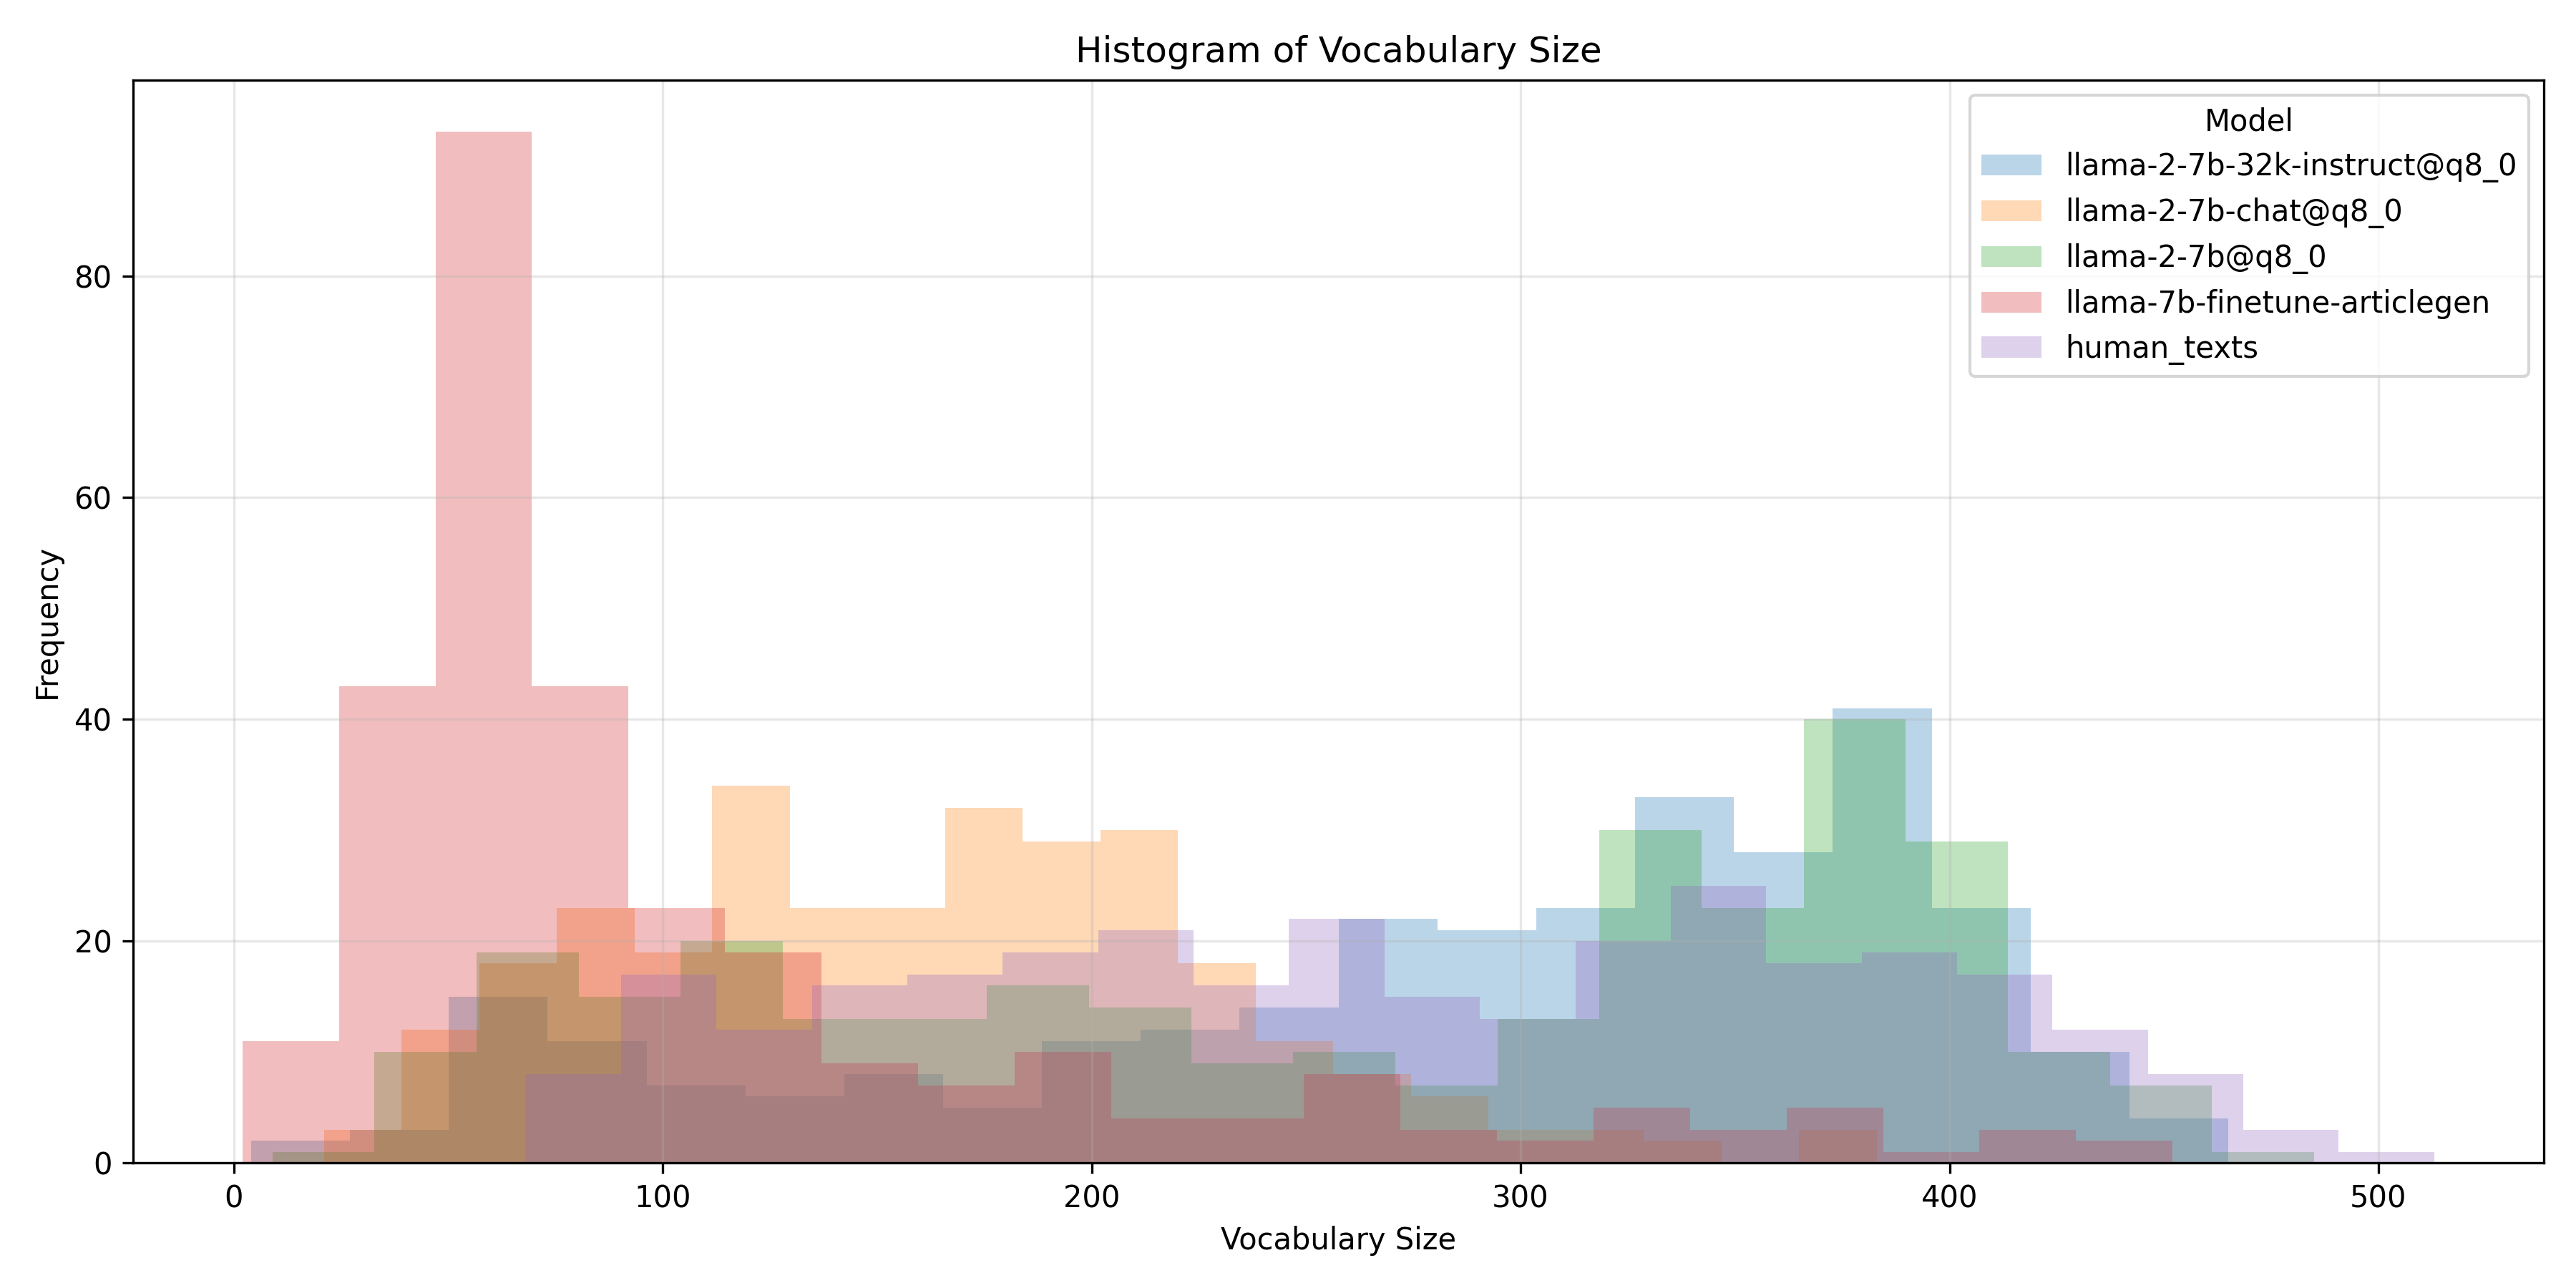 Histogram of Vocabulary Size
Model
llama-2-7b-32k-instruct@q8_0
llama-2-7b-chat@q8_0
llama-2-7b@q8_0
llama-7b-finetune-articlegen
human_texts
Frequency
80
60
40
20
0
0 100 200 300 400 500
Vocabulary Size